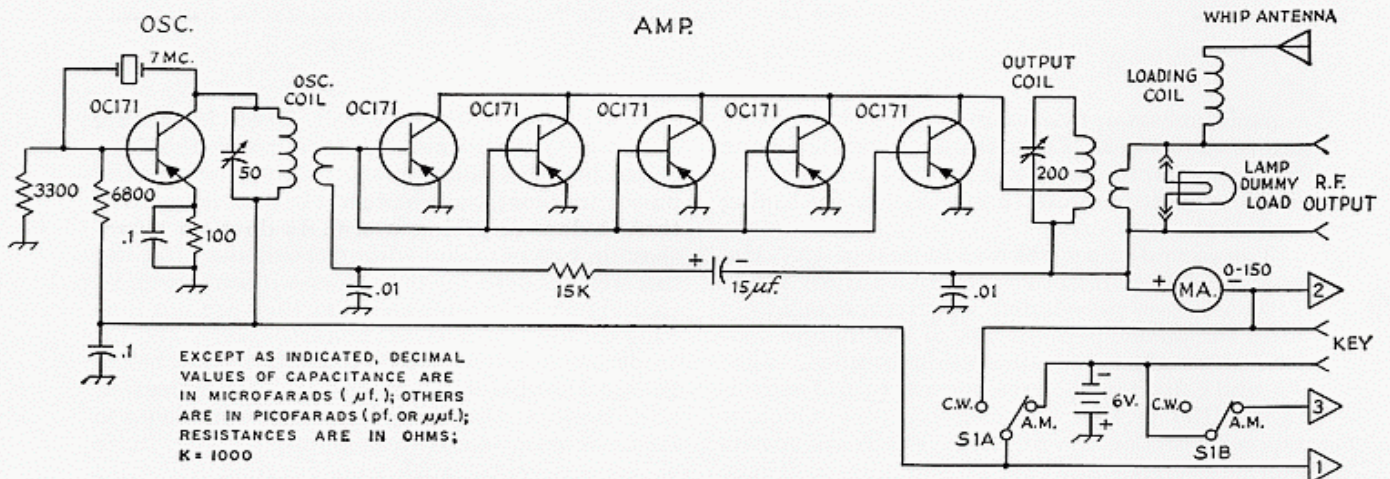 OSC.
AMP.
WHIP ANTENNA
7 MC.
OSC.
COIL
OUTPUT
COIL
LOADING
COIL
OC171
OC171
OC171
OC171
OC171
OC171
3300
6800
50
200
LAMP
DUMMY
LOAD
R.F.
OUTPUT
.1
100
.01
15K
+
-
15µf.
.01
+
MA.
0-150
-
2
KEY
.1
EXCEPT AS INDICATED, DECIMAL
VALUES OF CAPACITANCE ARE
IN MICROFARADS ( µf.); OTHERS
ARE IN PICOFARADS ( pf. OR µµf.);
RESISTANCES ARE IN OHMS;
K = 1000
C.W.
A.M.
S1A
-
6V.
+
C.W.
A.M.
S1B
3
1